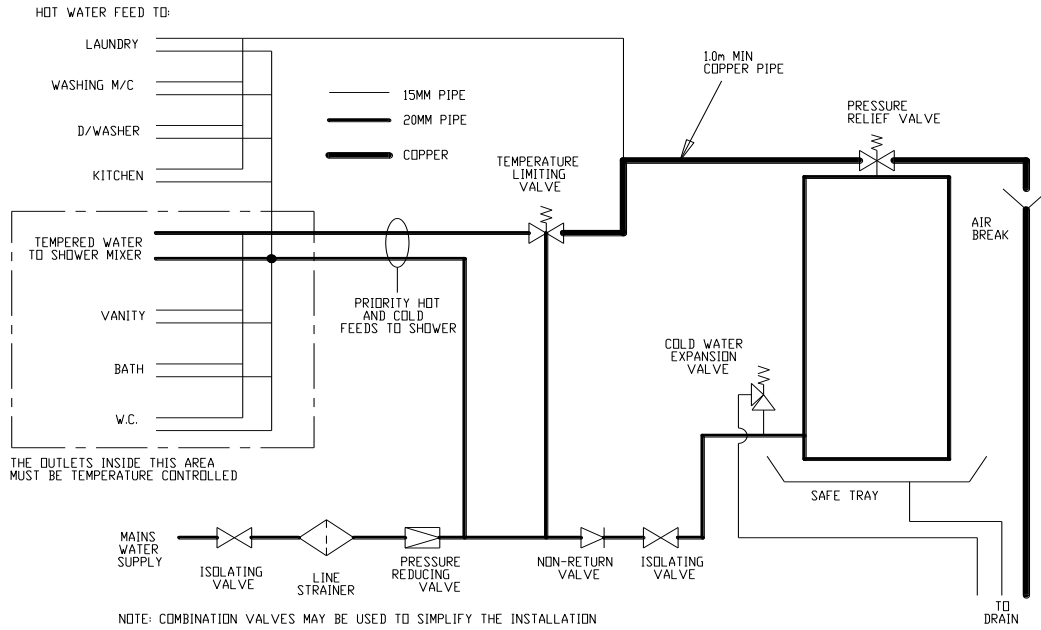 HOT WATER FEED TO:
LAUNDRY
WASHING M/C
D/WASHER
KITCHEN
15MM PIPE
20MM PIPE
COPPER
1.0m MIN
COPPER PIPE
PRESSURE
RELIEF VALVE
TEMPERATURE
LIMITING
VALVE
AIR
BREAK
TEMPERED WATER
TO SHOWER MIXER
PRIORITY HOT
AND COLD
FEEDS TO SHOWER
VANITY
BATH
W.C.
COLD WATER
EXPANSION
VALVE
THE OUTLETS INSIDE THIS AREA
MUST BE TEMPERATURE CONTROLLED
SAFE TRAY
MAINS
WATER
SUPPLY
ISOLATING
VALVE
LINE
STRAINER
PRESSURE
REDUCING
VALVE
NON-RETURN
VALVE
ISOLATING
VALVE
TO
DRAIN
NOTE: COMBINATION VALVES MAY BE USED TO SIMPLIFY THE INSTALLATION